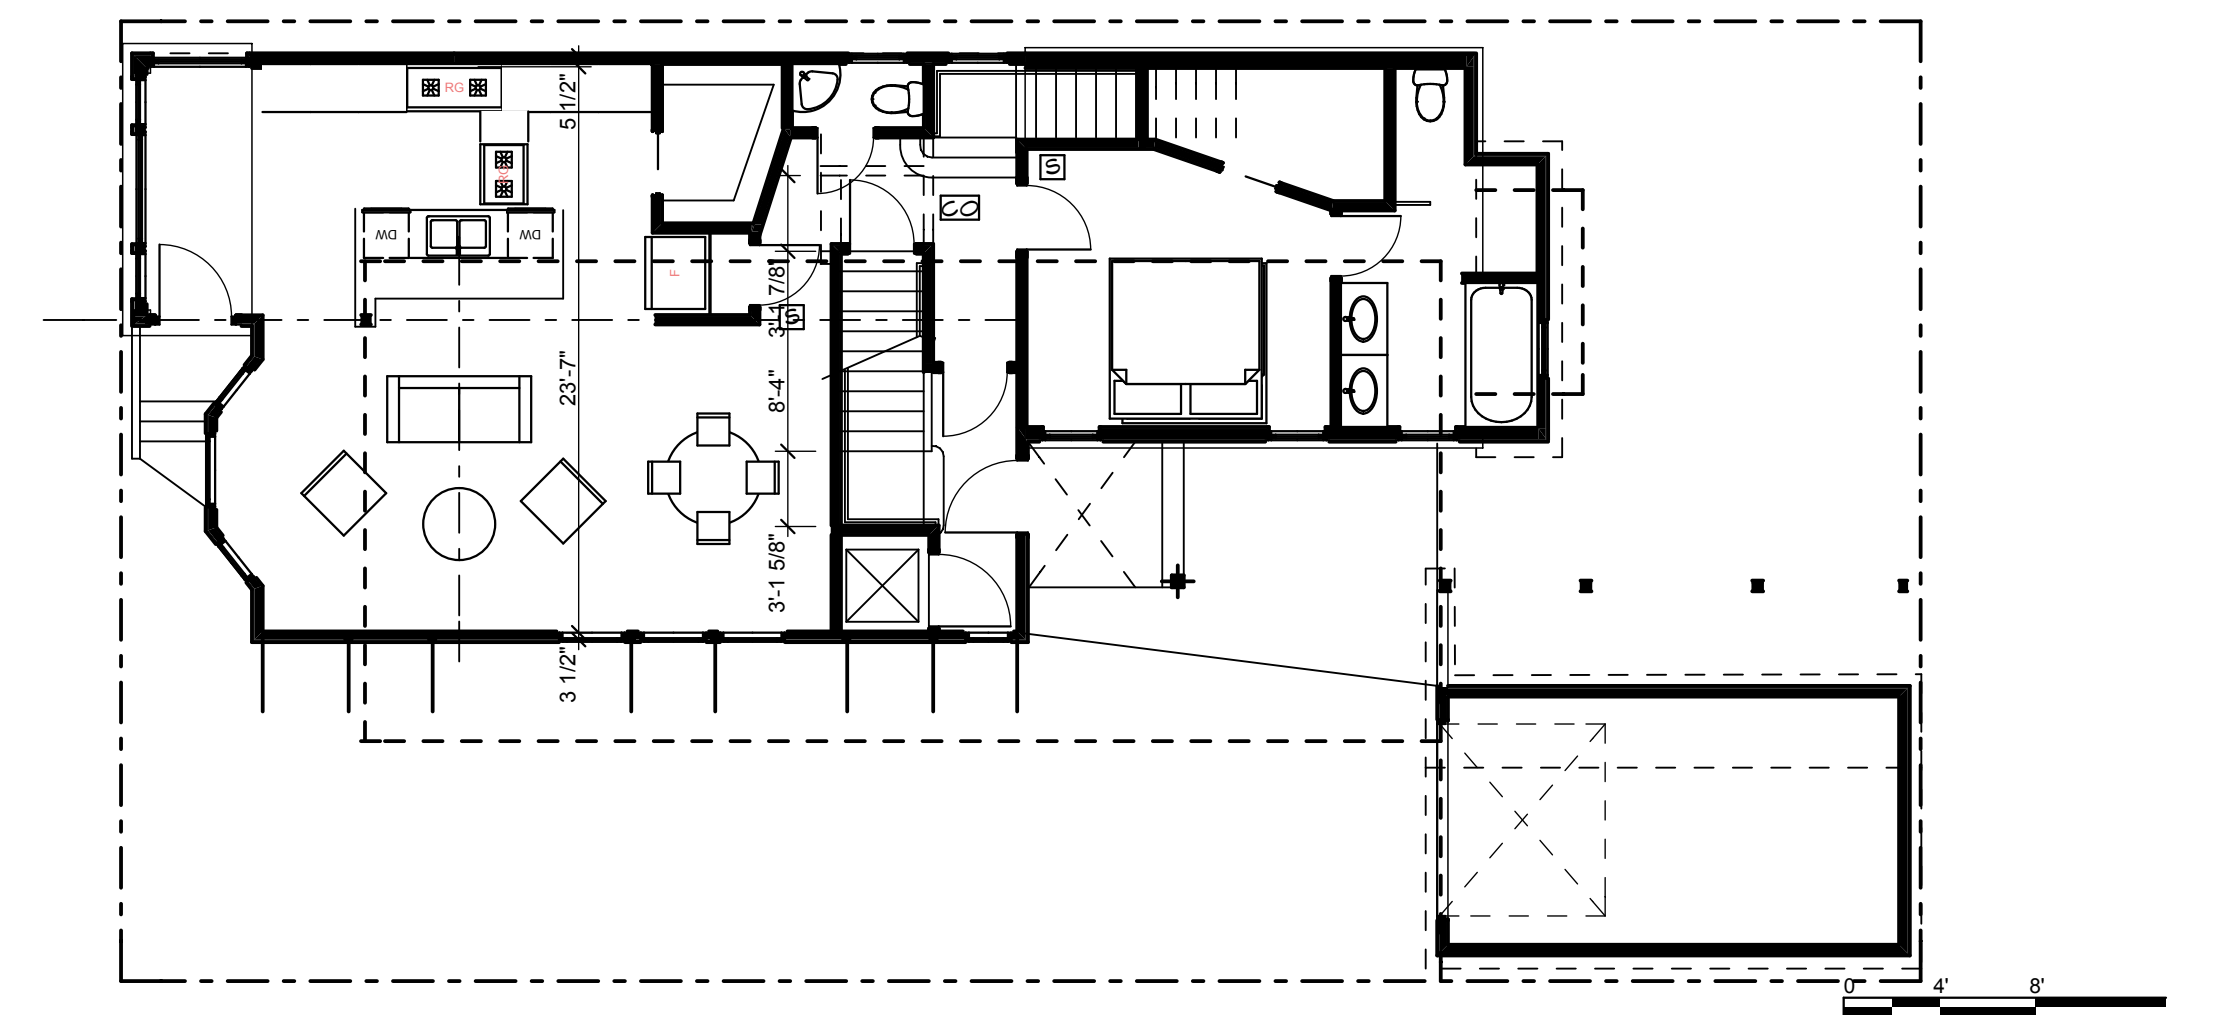 5 1/2"
RG
RG
DW
DW
F
S
CO
S
3'-1 7/8"
23'-7"
8'-4"
3'-1 5/8"
3 1/2"
0 4' 8'